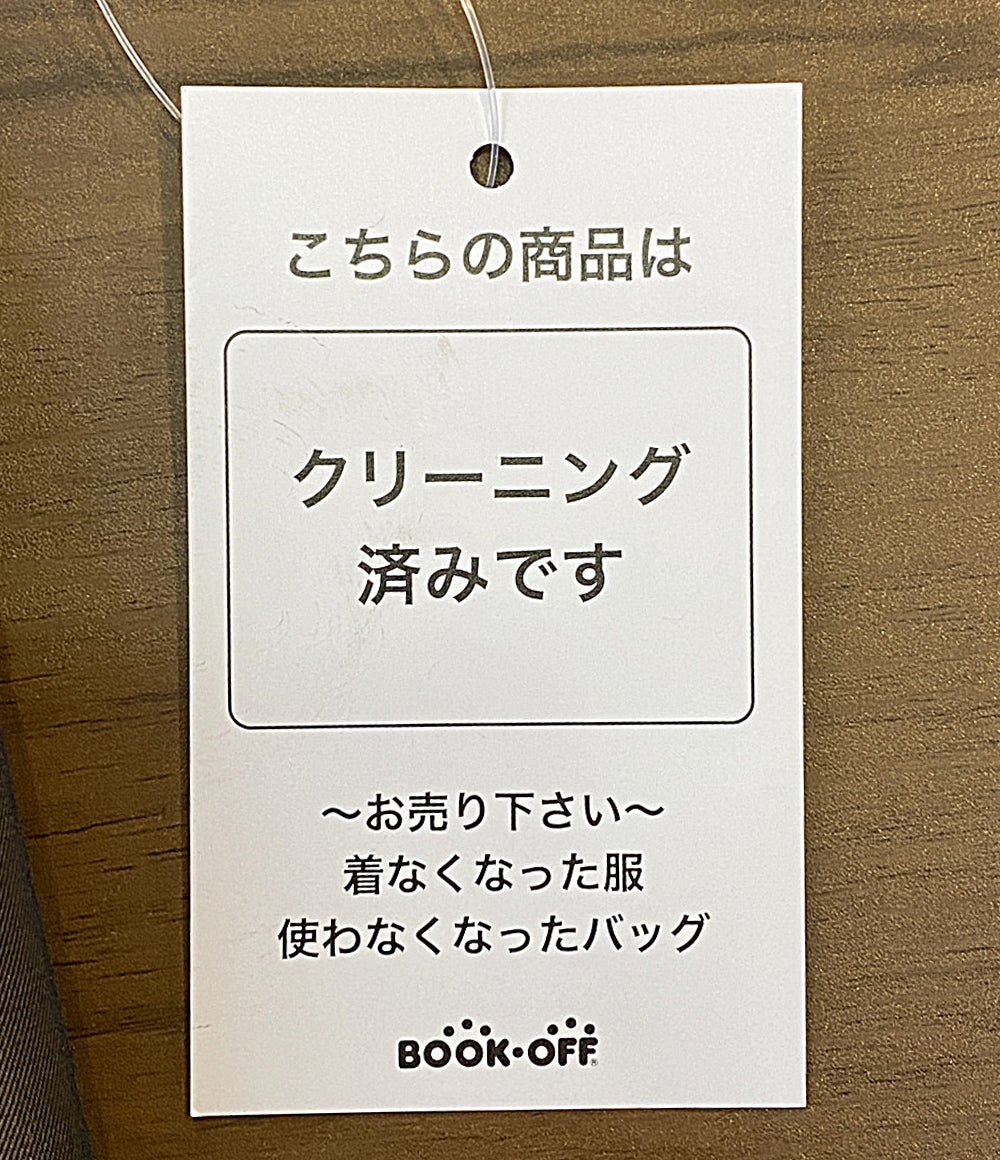 こちらの商品は
クリーニング
済みです
～お売り下さい～
着なくなった服
使わなくなったバッグ
BOOK・OFF